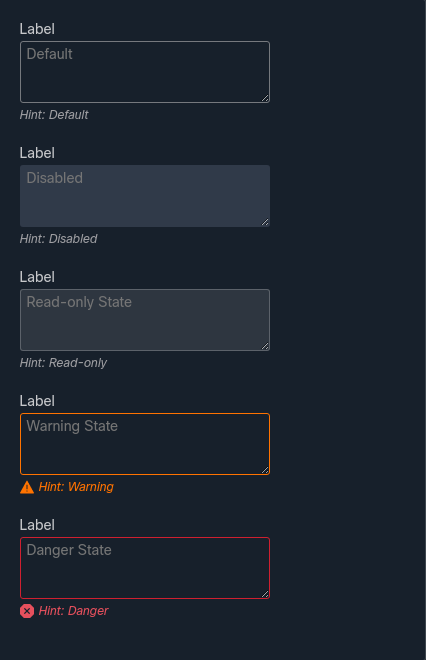 Label
Default
Hint: Default
Label
Disabled
Hint: Disabled
Label
Read-only State
Hint: Read-only
Label
Warning State
Hint: Warning
Label
Danger State
Hint: Danger